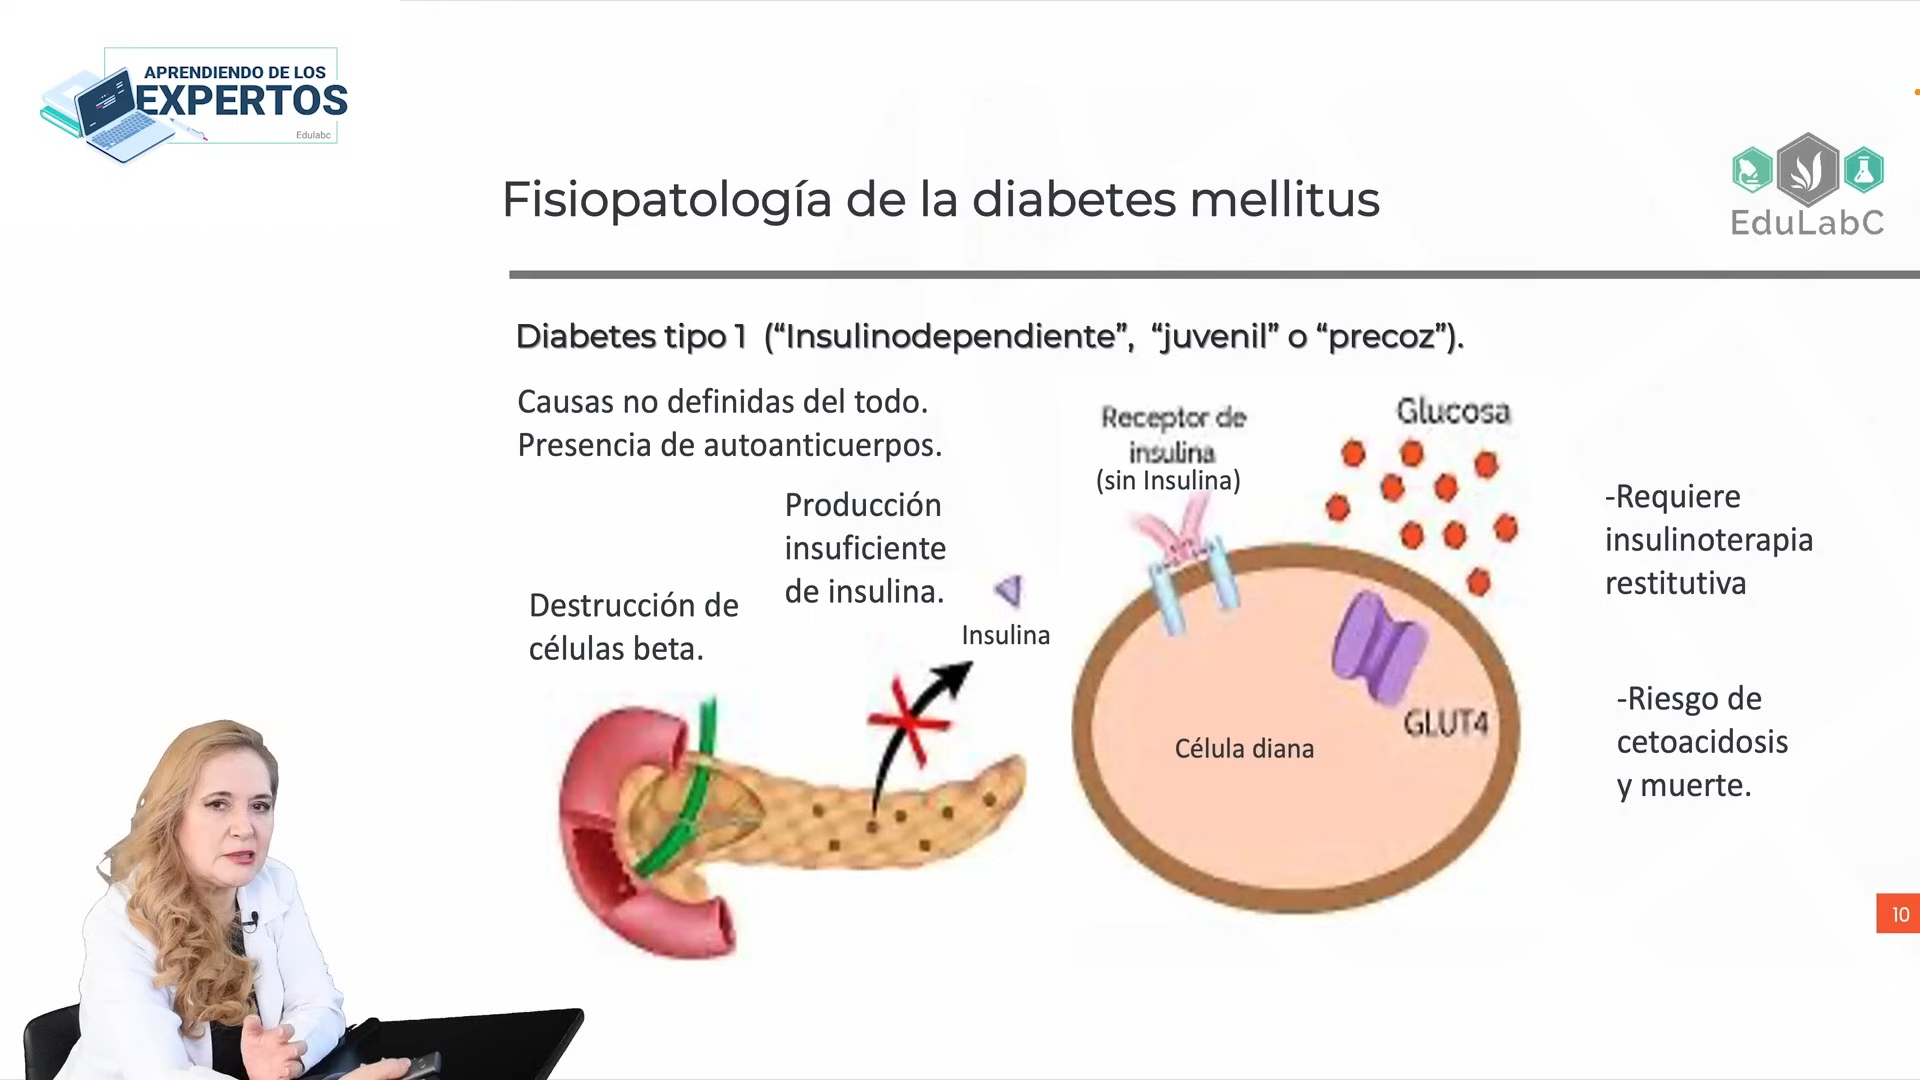 APRENDIENDO DE LOS
EXPERTOS
Edulabc
EduLabC
Fisiopatología de la diabetes mellitus
Diabetes tipo 1 (“Insulinodependiente”, “juvenil” o “precoz”).
Causas no definidas del todo.
Presencia de autoanticuerpos.
Producción
insuficiente
de insulina.
Destrucción de
células beta.
Insulina
Receptor de
insulina
(sin Insulina)
Glucosa
GLUT4
Célula diana
-Requiere
insulinoterapia
restitutiva
-Riesgo de
cetoacidosis
y muerte.
10